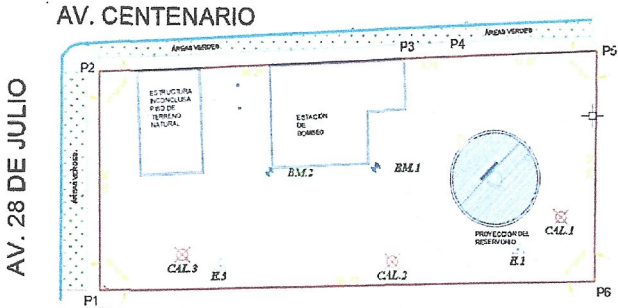 AV. CENTENARIO
ÁREAS VERDES
ÁREAS VERDES
P3
P4
P5
P2
ESTRUCTURA
INCONCLUSA
PISO DE
TERRENO
NATURAL
ESTACIÓN
DE
BOMBEO
AV. 28 DE JULIO
ÁREAS VERDES
BM.2
BM.1
PROYECCIÓN DEL
RESERVORIO
CAL.1
CAL.3
E.3
CAL.2
E.1
P1
P6